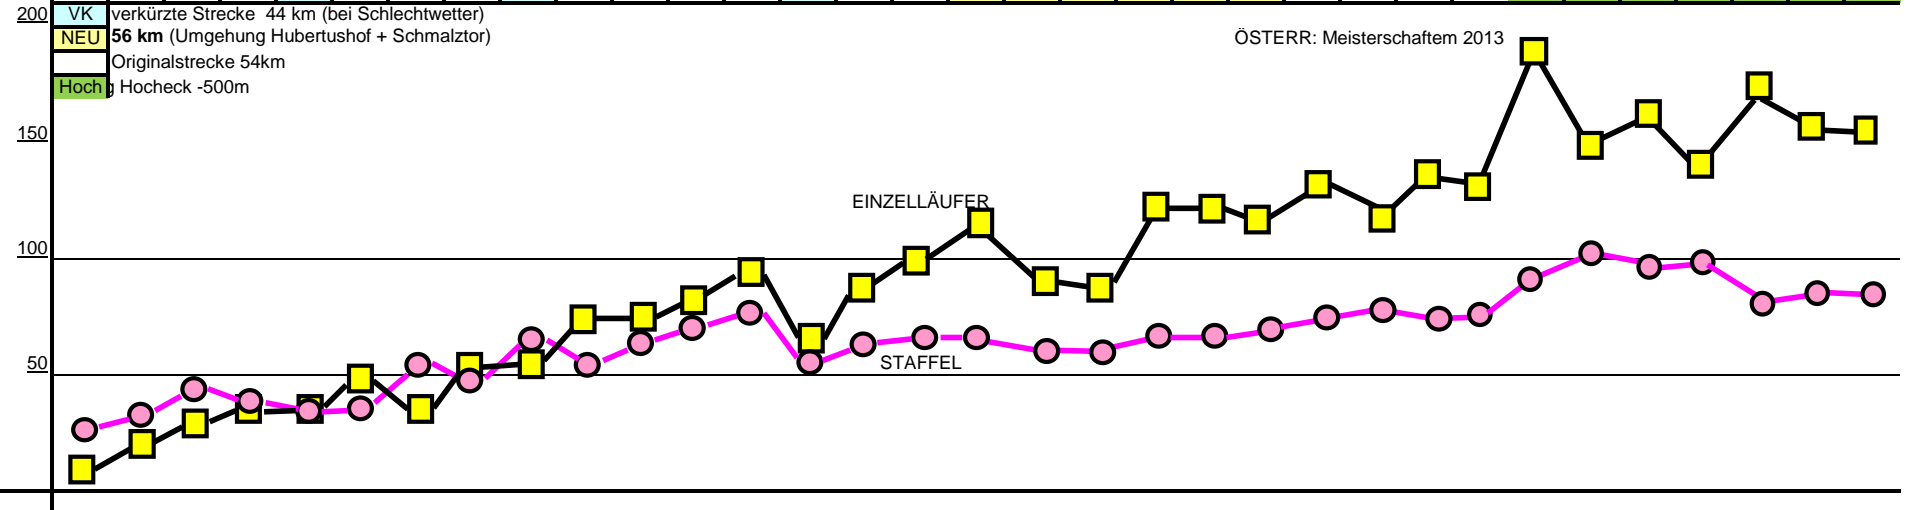 200
VK verkürzte Strecke 44 km (bei Schlechtwetter)
NEU 56 km (Umgehung Hubertushof + Schmalztor)
Originalstrecke 54km
Hochg Hocheck -500m
ÖSTERR: Meisterschaftem 2013
150
EINZELLÄUFER
100
STAFFEL
50